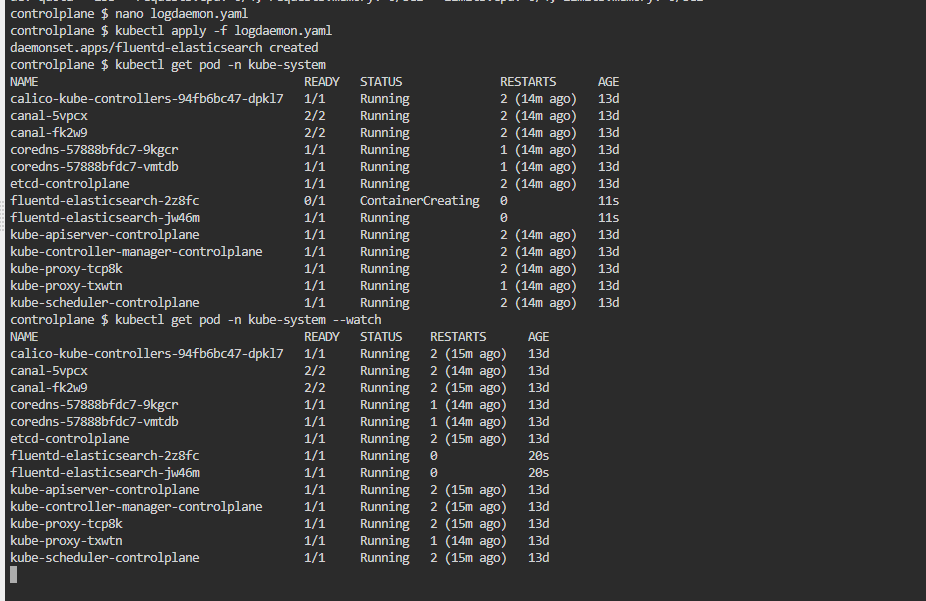 controlplane $ nano logdaemon.yaml
controlplane $ kubectl apply -f logdaemon.yaml
daemonset.apps/fluentd-elasticsearch created
controlplane $ kubectl get pod -n kube-system
NAME READY STATUS RESTARTS AGE
calico-kube-controllers-94fb6bc47-dpkl7 1/1 Running 2 (14m ago) 13d
canal-5vpcx 2/2 Running 2 (14m ago) 13d
canal-fk2w9 2/2 Running 2 (14m ago) 13d
coredns-57888bfdc7-9kgcr 1/1 Running 1 (14m ago) 13d
coredns-57888bfdc7-vmtdb 1/1 Running 1 (14m ago) 13d
etcd-controlplane 1/1 Running 2 (14m ago) 13d
fluentd-elasticsearch-2z8fc 0/1 ContainerCreating 0 11s
fluentd-elasticsearch-jw46m 1/1 Running 0 11s
kube-apiserver-controlplane 1/1 Running 2 (14m ago) 13d
kube-controller-manager-controlplane 1/1 Running 2 (14m ago) 13d
kube-proxy-tcp8k 1/1 Running 2 (14m ago) 13d
kube-proxy-txwtn 1/1 Running 1 (14m ago) 13d
kube-scheduler-controlplane 1/1 Running 2 (14m ago) 13d
controlplane $ kubectl get pod -n kube-system --watch
NAME READY STATUS RESTARTS AGE
calico-kube-controllers-94fb6bc47-dpkl7 1/1 Running 2 (15m ago) 13d
canal-5vpcx 2/2 Running 2 (14m ago) 13d
canal-fk2w9 2/2 Running 2 (15m ago) 13d
coredns-57888bfdc7-9kgcr 1/1 Running 1 (14m ago) 13d
coredns-57888bfdc7-vmtdb 1/1 Running 1 (14m ago) 13d
etcd-controlplane 1/1 Running 2 (15m ago) 13d
fluentd-elasticsearch-2z8fc 1/1 Running 0 20s
fluentd-elasticsearch-jw46m 1/1 Running 0 20s
kube-apiserver-controlplane 1/1 Running 2 (15m ago) 13d
kube-controller-manager-controlplane 1/1 Running 2 (15m ago) 13d
kube-proxy-tcp8k 1/1 Running 2 (15m ago) 13d
kube-proxy-txwtn 1/1 Running 1 (14m ago) 13d
kube-scheduler-controlplane 1/1 Running 2 (15m ago) 13d